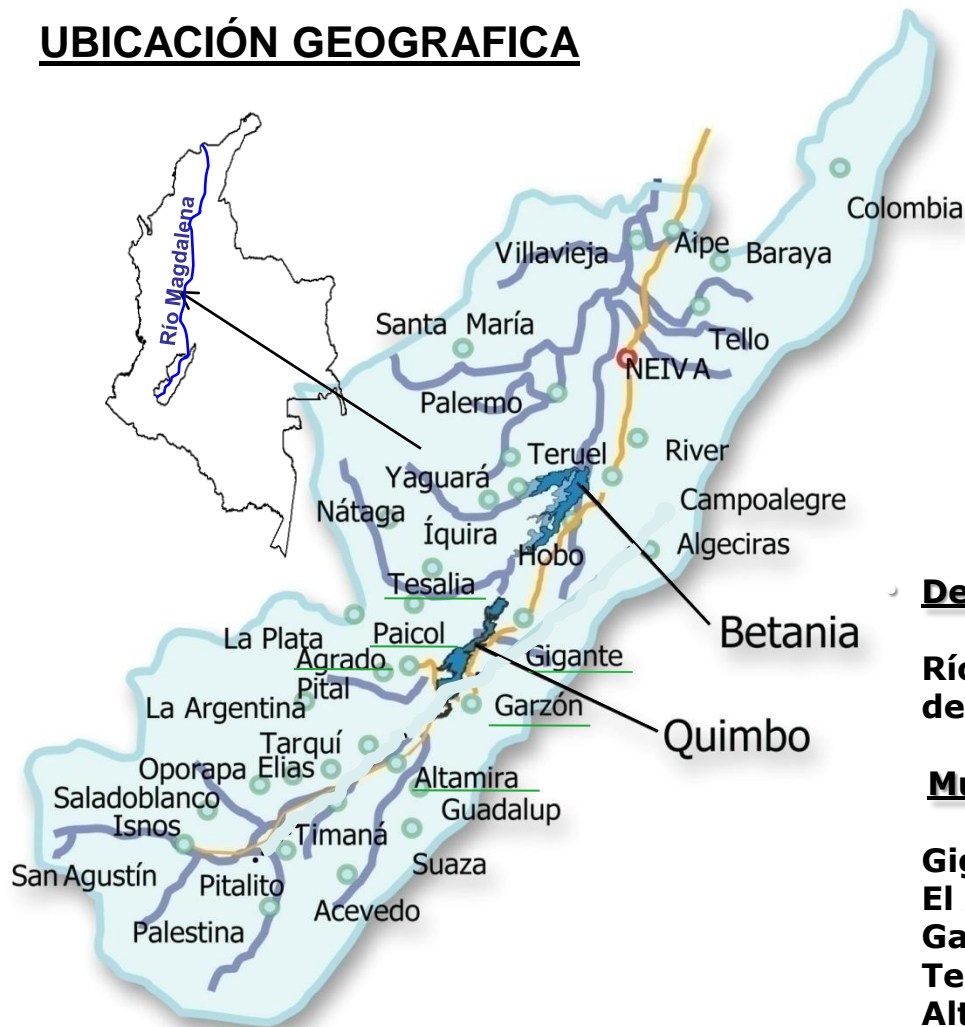 UBICACIÓN GEOGRAFICA
Río Magdalena
Colombia
Villavieja
Aipe
Baraya
Santa María
Tello
NEIVA
Palermo
Teruel
River
Yaguará
Campoalegre
Nátaga
Íquira
Hobo
Algeciras
Tesalia
Betania
La Plata
Paicol
Agrado
Gigante
Pital
La Argentina
Garzón
Quimbo
Tarquí
Oporapa
Elias
Altamira
Saladoblanco
Guadalup
Isnos
Timaná
San Agustín
Pitalito
Suaza
Acevedo
Palestina
El